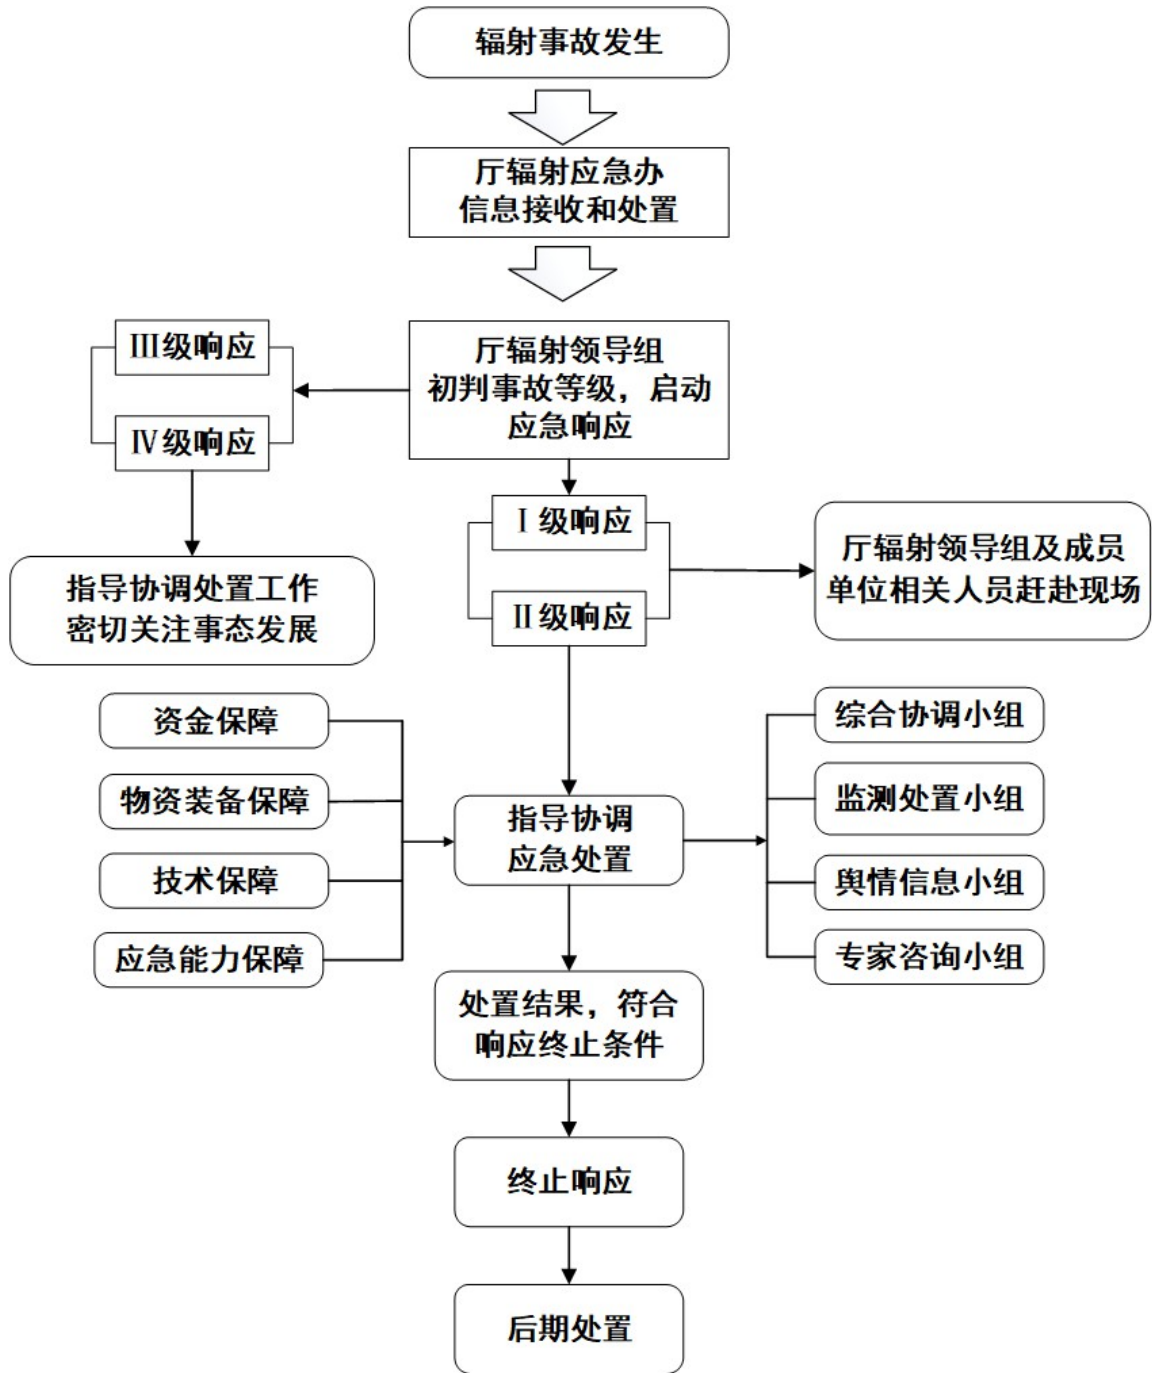 辐射事故发生
厅辐射应急办
信息接收和处置
厅辐射领导组
初判事故等级，启动
应急响应
Ⅲ级响应
Ⅳ级响应
指导协调处置工作
密切关注事态发展
Ⅰ级响应
Ⅱ级响应
厅辐射领导组及成员
单位相关人员赶赴现场
资金保障
物资装备保障
技术保障
应急能力保障
指导协调
应急处置
综合协调小组
监测处置小组
舆情信息小组
专家咨询小组
处置结果，符合
响应终止条件
终止响应
后期处置